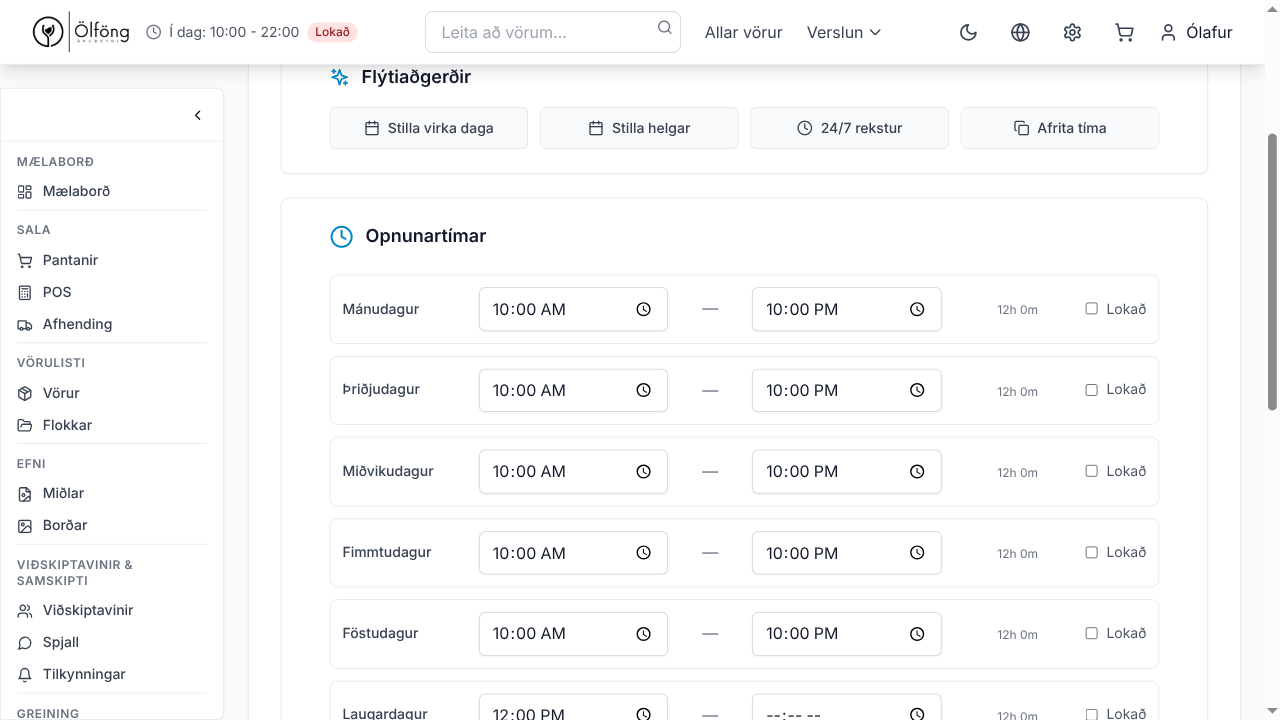 Ölföng
Í dag: 10:00 - 22:00
Lokað
Leita að vörum...
Allar vörur
Verslun
Ólafur
MÆLABORÐ
Mælaborð
SALA
Pantanir
POS
Afhending
VÖRULISTI
Vörur
Flokkar
EFNI
Miðlar
Borðar
VIÐSKIPTAVINIR &
SAMSKIPTI
Viðskiptavinir
Spjall
Tilkynningar
GREINING
Flýtiaðgerðir
Stilla virka daga
Stilla helgar
24/7 rekstur
Afrita tíma
Opnunartímar
Mánudagur 10:00 AM — 10:00 PM 12h 0m Lokað
Þriðjudagur 10:00 AM — 10:00 PM 12h 0m Lokað
Miðvikudagur 10:00 AM — 10:00 PM 12h 0m Lokað
Fimmtudagur 10:00 AM — 10:00 PM 12h 0m Lokað
Föstudagur 10:00 AM — 10:00 PM 12h 0m Lokað
Laugardagur 12:00 PM — --:-- -- 12h 0m Lokað